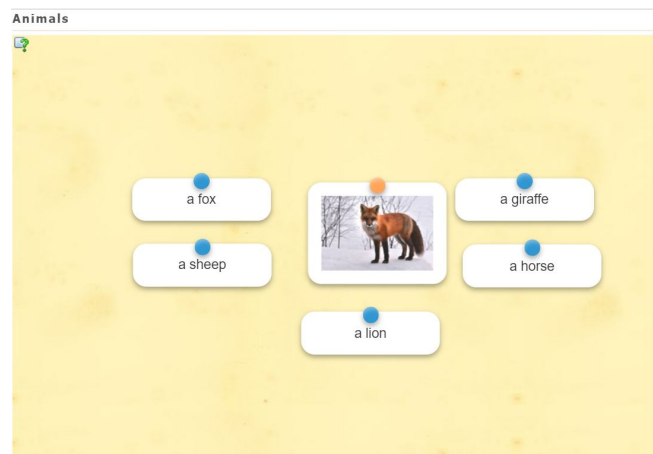 Animals
a fox
a giraffe
a sheep
a horse
a lion